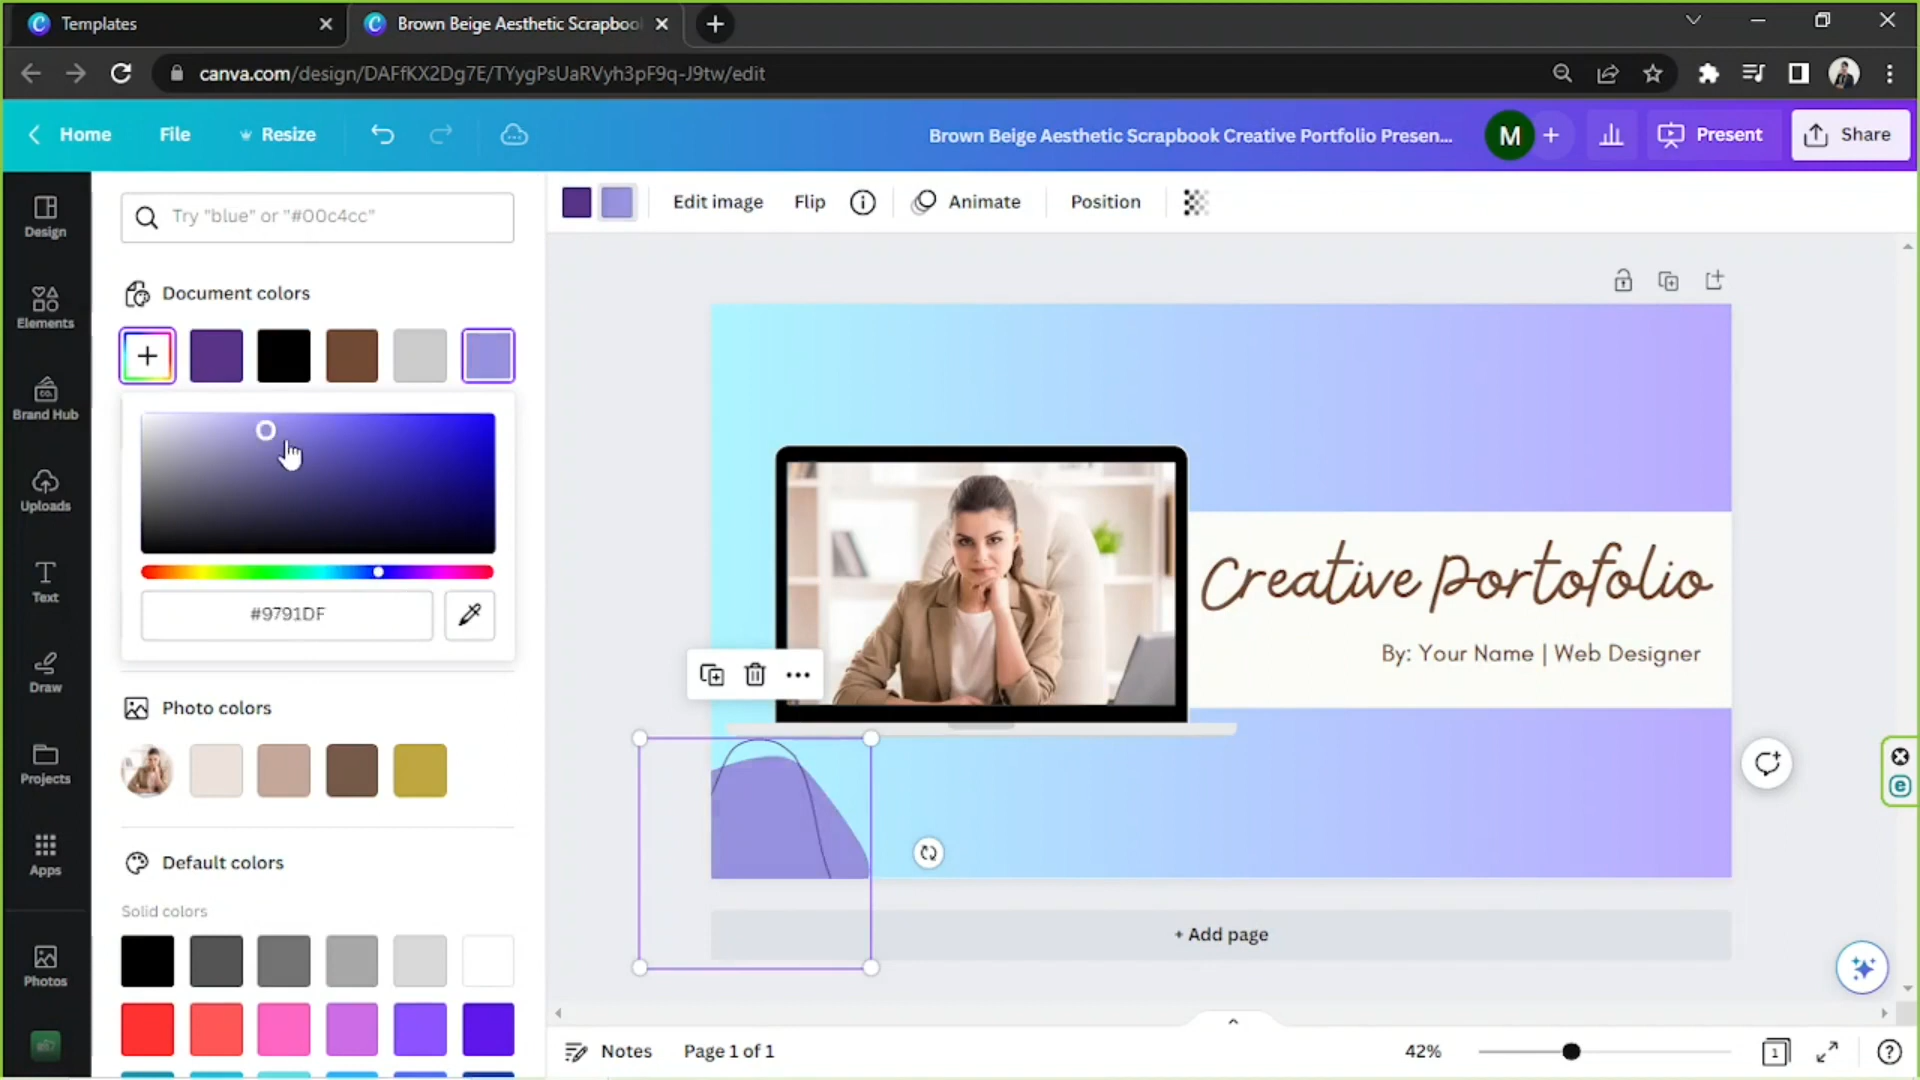 Templates
Brown Beige Aesthetic Scrapboo
canva.com/design/DAFfKX2Dg7E/TYygPsUaRVyh3pF9q-J9tw/edit
Home
File
Resize
Brown Beige Aesthetic Scrapbook Creative Portfolio Presen...
M
Present
Share
Try "blue" or "#00c4cc"
Edit image
Flip
Animate
Position
Design
Elements
Brand Hub
Uploads
Text
Draw
Projects
Apps
Photos
Document colors
#9791DF
Photo colors
Default colors
Solid colors
Creative Portofolio
By: Your Name | Web Designer
+ Add page
Notes
Page 1 of 1
42%
1